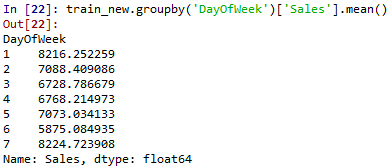 In [22]: train_new.groupby('DayOfWeek')['Sales'].mean()
Out[22]:
DayOfWeek
1    8216.252259
2    7088.409086
3    6728.786679
4    6768.214973
5    7073.034133
6    5875.084935
7    8224.723908
Name: Sales, dtype: float64